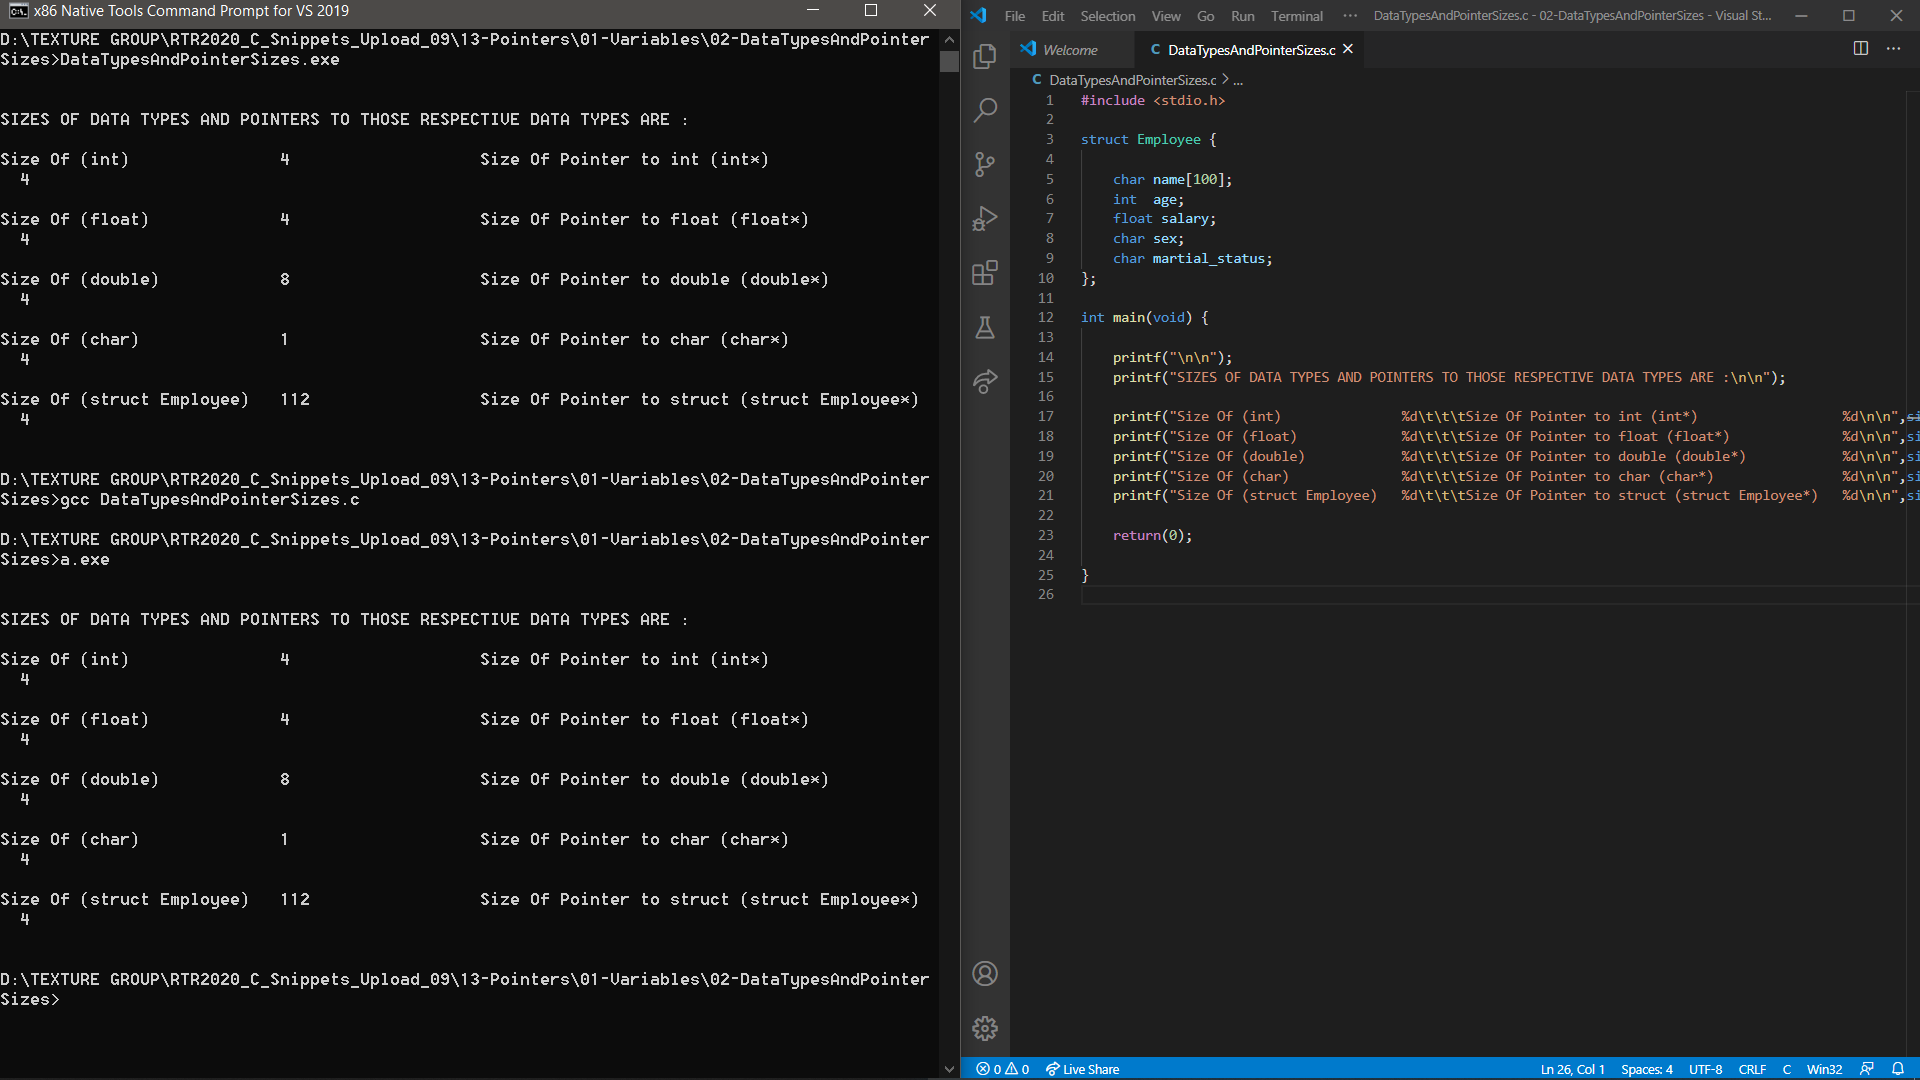 x86 Native Tools Command Prompt for VS 2019
D:\TEXTURE GROUP\RTR2020_C_Snippets_Upload_09\13-Pointers\01-Variables\02-DataTypesAndPointer
Sizes>DataTypesAndPointerSizes.exe
SIZES OF DATA TYPES AND POINTERS TO THOSE RESPECTIVE DATA TYPES ARE :
Size Of (int) 4 Size Of Pointer to int (int*)
4
Size Of (float) 4 Size Of Pointer to float (float*)
4
Size Of (double) 8 Size Of Pointer to double (double*)
4
Size Of (char) 1 Size Of Pointer to char (char*)
4
Size Of (struct Employee) 112 Size Of Pointer to struct (struct Employee*)
4
D:\TEXTURE GROUP\RTR2020_C_Snippets_Upload_09\13-Pointers\01-Variables\02-DataTypesAndPointer
Sizes>gcc DataTypesAndPointerSizes.c
D:\TEXTURE GROUP\RTR2020_C_Snippets_Upload_09\13-Pointers\01-Variables\02-DataTypesAndPointer
Sizes>a.exe
SIZES OF DATA TYPES AND POINTERS TO THOSE RESPECTIVE DATA TYPES ARE :
Size Of (int) 4 Size Of Pointer to int (int*)
4
Size Of (float) 4 Size Of Pointer to float (float*)
4
Size Of (double) 8 Size Of Pointer to double (double*)
4
Size Of (char) 1 Size Of Pointer to char (char*)
4
Size Of (struct Employee) 112 Size Of Pointer to struct (struct Employee*)
4
D:\TEXTURE GROUP\RTR2020_C_Snippets_Upload_09\13-Pointers\01-Variables\02-DataTypesAndPointer
Sizes>
File Edit Selection View Go Run Terminal ··· DataTypesAndPointerSizes.c - 02-DataTypesAndPointerSizes - Visual St...
Welcome C DataTypesAndPointerSizes.c
C DataTypesAndPointerSizes.c > ...
1 #include <stdio.h>
2
3 struct Employee {
4
5 char name[100];
6 int age;
7 float salary;
8 char sex;
9 char martial_status;
10 };
11
12 int main(void) {
13
14 printf("\n\n");
15 printf("SIZES OF DATA TYPES AND POINTERS TO THOSE RESPECTIVE DATA TYPES ARE :\n\n");
16
17 printf("Size Of (int) %d\t\t\tSize Of Pointer to int (int*) %d\n\n",si
18 printf("Size Of (float) %d\t\t\tSize Of Pointer to float (float*) %d\n\n",si
19 printf("Size Of (double) %d\t\t\tSize Of Pointer to double (double*) %d\n\n",si
20 printf("Size Of (char) %d\t\t\tSize Of Pointer to char (char*) %d\n\n",si
21 printf("Size Of (struct Employee) %d\t\t\tSize Of Pointer to struct (struct Employee*) %d\n\n",si
22
23 return(0);
24
25 }
26
0 0 Live Share Ln 26, Col 1 Spaces: 4 UTF-8 CRLF C Win32